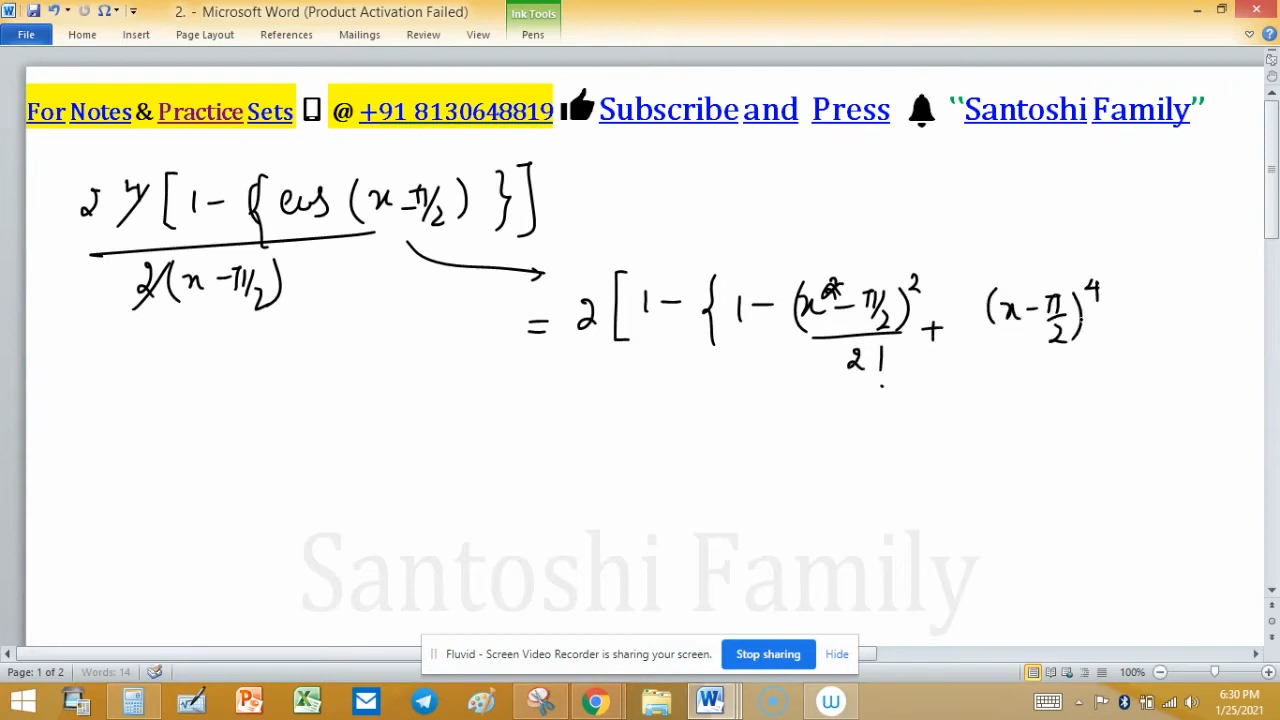 2. - Microsoft Word (Product Activation Failed)
Ink Tools
File Home Insert Page Layout References Mailings Review View Pens
For Notes & Practice Sets @ +91 8130648819 Subscribe and Press "Santoshi Family"
2 4 [1 - { cos (x - π/2) }]
2(x - π/2)
= 2 [1 - { 1 - (x - π/2)^2 + (x - π/2)^4
2!
Santoshi Family
Fluvid - Screen Video Recorder is sharing your screen. Stop sharing Hide
Page: 1 of 2 Words: 14 100%
6:30 PM
1/25/2021